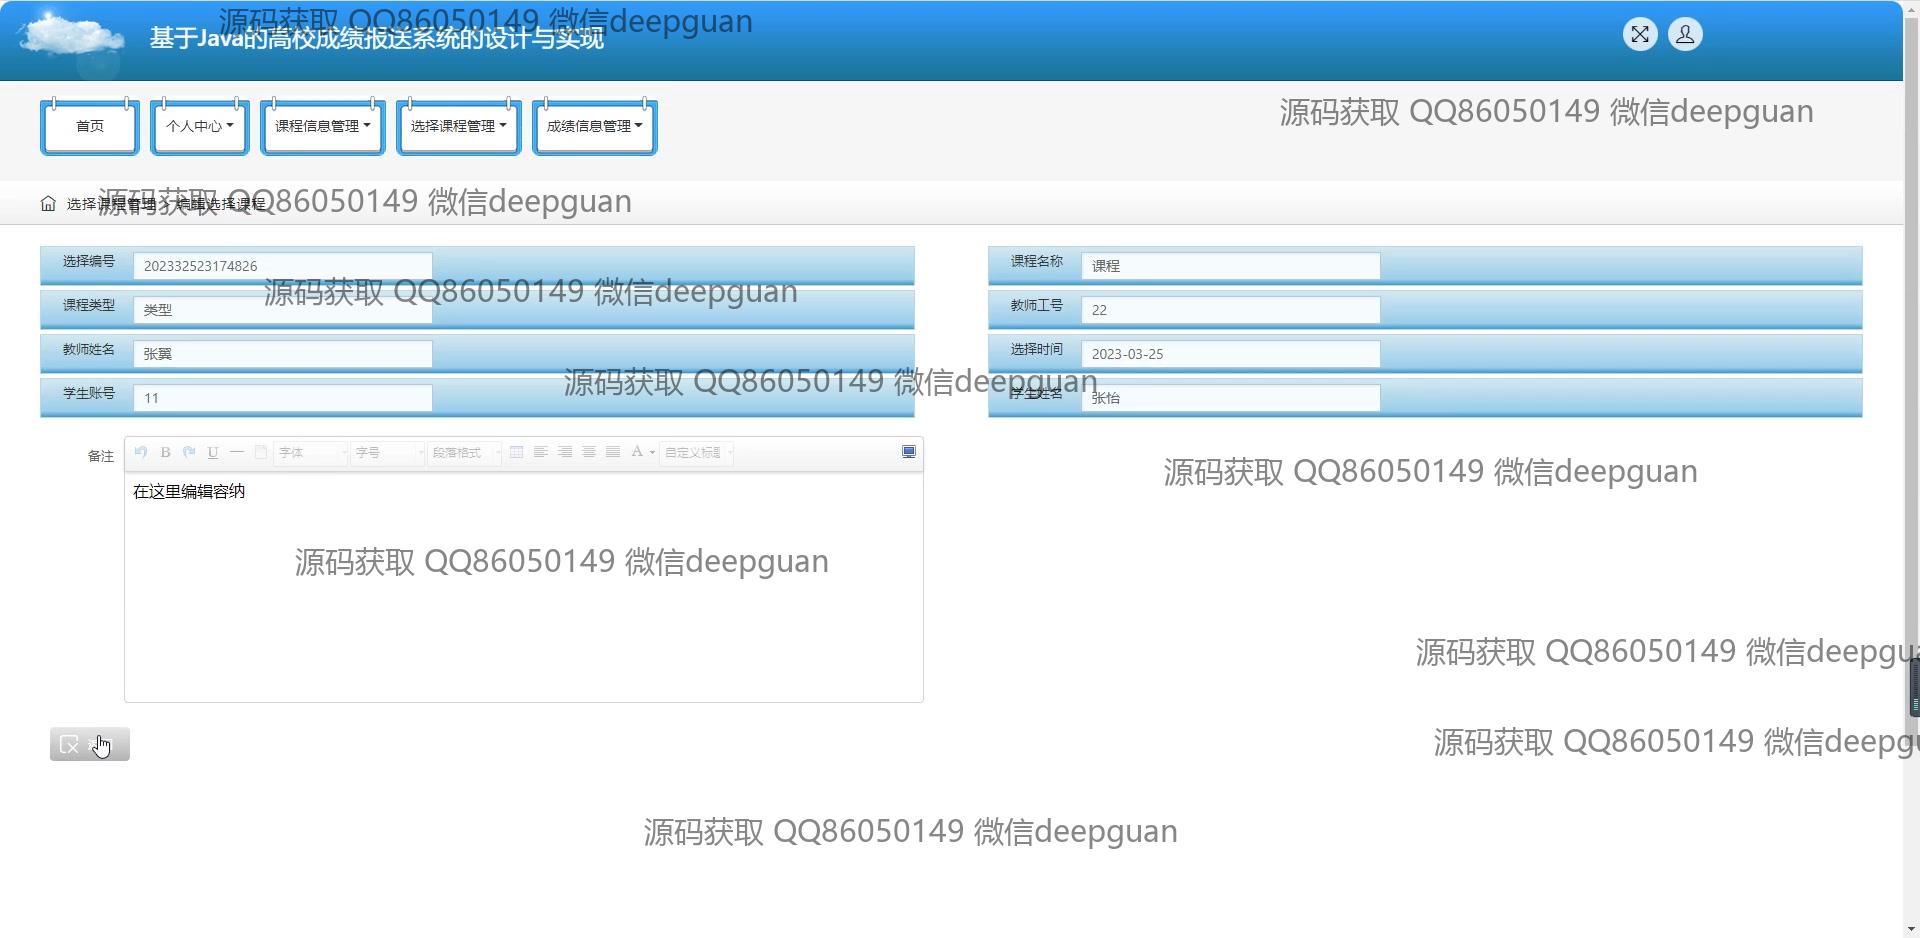 源码获取 QQ86050149 微信deepguan
基于Java的高校成绩报送系统的设计与实现
首页
个人中心
课程信息管理
选择课程管理
成绩信息管理
源码获取 QQ86050149 微信deepguan
源码获取 QQ86050149 微信deepguan
选择课程管理 编辑选择课程
选择编号 202332523174826
课程名称 课程
源码获取 QQ86050149 微信deepguan
课程类型 类型
教师工号 22
教师姓名 张翼
选择时间 2023-03-25
源码获取 QQ86050149 微信deepguan
学生账号 11
学生姓名 张怡
备注
B U 字体 字号 段落格式 A 自定义标题
源码获取 QQ86050149 微信deepguan
在这里编辑容纳
源码获取 QQ86050149 微信deepguan
源码获取 QQ86050149 微信deepgua
源码获取 QQ86050149 微信deepgu
源码获取 QQ86050149 微信deepguan